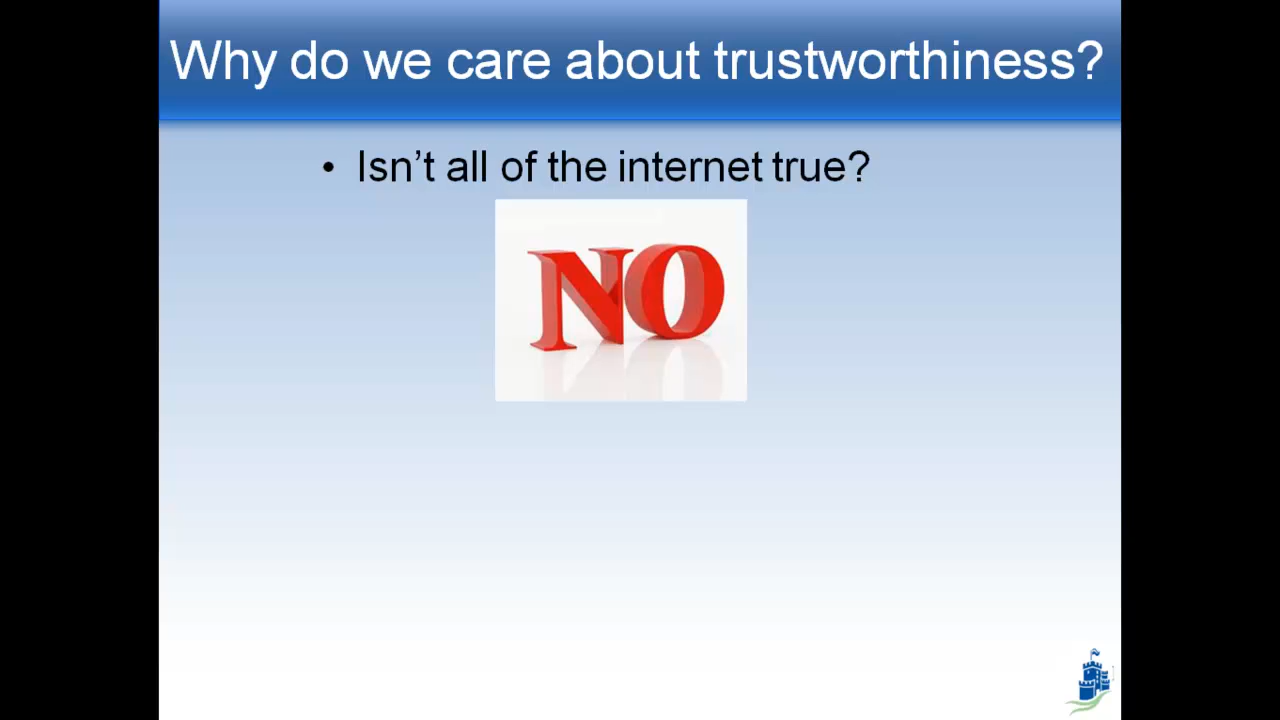 Why do we care about trustworthiness?
• Isn't all of the internet true?
NO